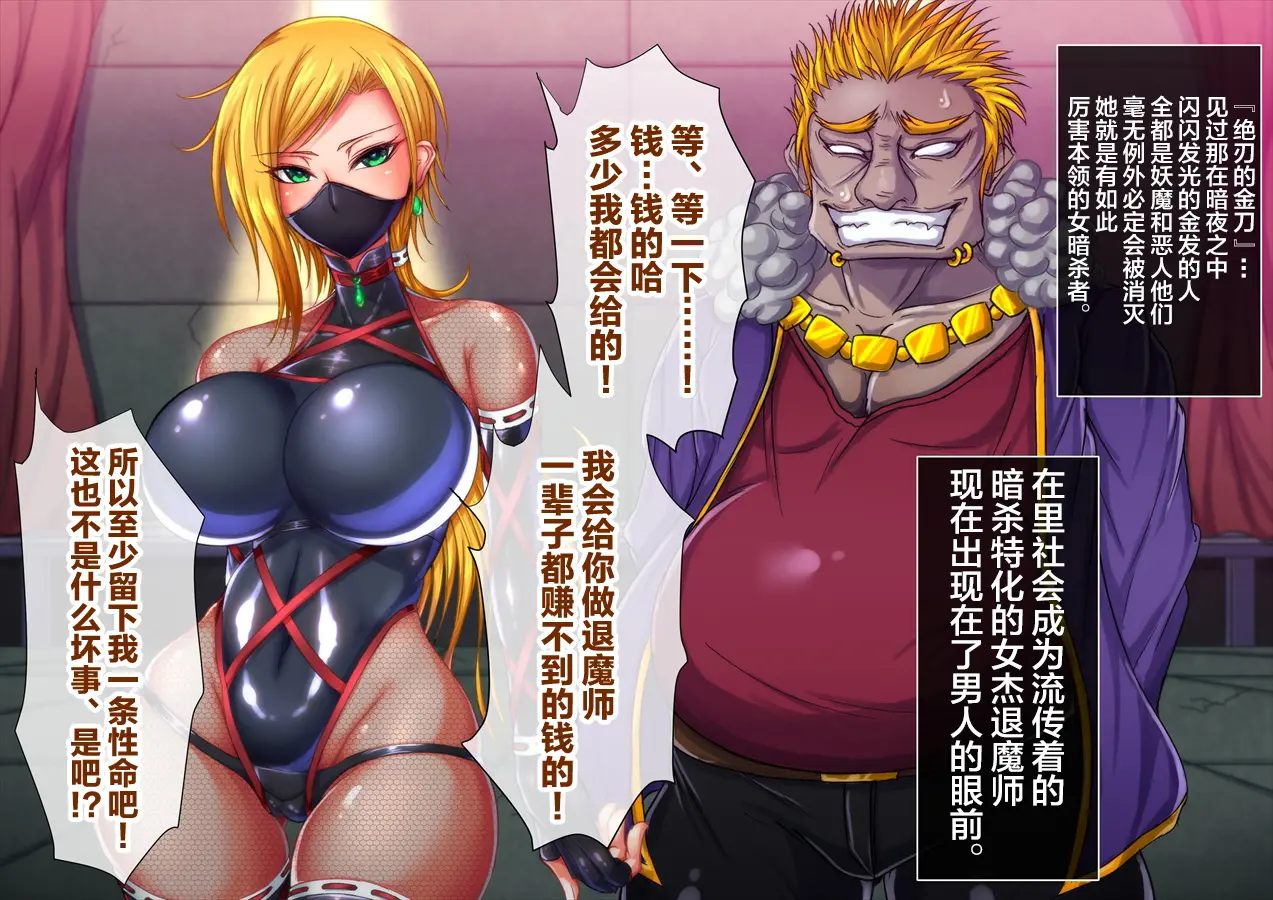 『绝刃的金刀』…
见过那在暗夜之中
闪闪发光的金发的人
全都是妖魔和恶人他们
毫无例外必定会被消灭
她就是有如此
厉害本领的女暗杀者。
在里社会成为流传着的
暗杀特化的女杰退魔师
现在出现在了男人的眼前。
等、等一下………!
钱…钱的哈
多少我都会给的!
我会给你做退魔师
一辈子都赚不到的钱的!
所以至少留下我一条性命吧!
这也不是什么坏事、是吧!?